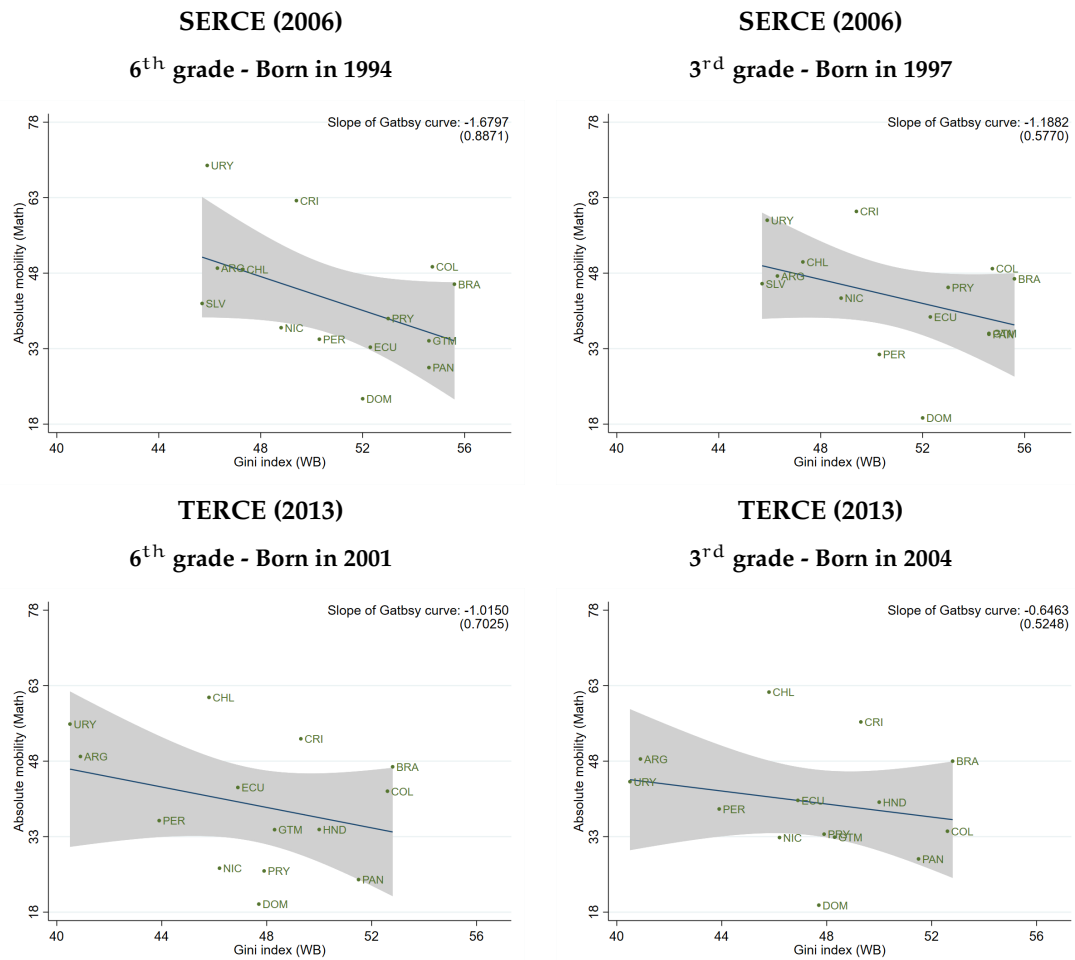 SERCE (2006)
6th grade - Born in 1994
Slope of Gatbsy curve: -1.6797
(0.8871)
Absolute mobility (Math)
78
63
48
33
18
URY
CRI
ARG
CHL
COL
BRA
SLV
NIC
PRY
PER
ECU
GTM
PAN
DOM
40 44 48 52 56
Gini index (WB)
SERCE (2006)
3rd grade - Born in 1997
Slope of Gatbsy curve: -1.1882
(0.5770)
Absolute mobility (Math)
78
63
48
33
18
URY
CRI
CHL
COL
ARG
BRA
SLV
PRY
NIC
ECU
GTM
PAN
PER
DOM
40 44 48 52 56
Gini index (WB)
TERCE (2013)
6th grade - Born in 2001
Slope of Gatbsy curve: -1.0150
(0.7025)
Absolute mobility (Math)
78
63
48
33
18
CHL
URY
CRI
ARG
BRA
ECU
COL
PER
GTM
HND
NIC
PRY
PAN
DOM
40 44 48 52 56
Gini index (WB)
TERCE (2013)
3rd grade - Born in 2004
Slope of Gatbsy curve: -0.6463
(0.5248)
Absolute mobility (Math)
78
63
48
33
18
CHL
CRI
ARG
BRA
URY
ECU
HND
PER
COL
NIC
PRY
GTM
PAN
DOM
40 44 48 52 56
Gini index (WB)